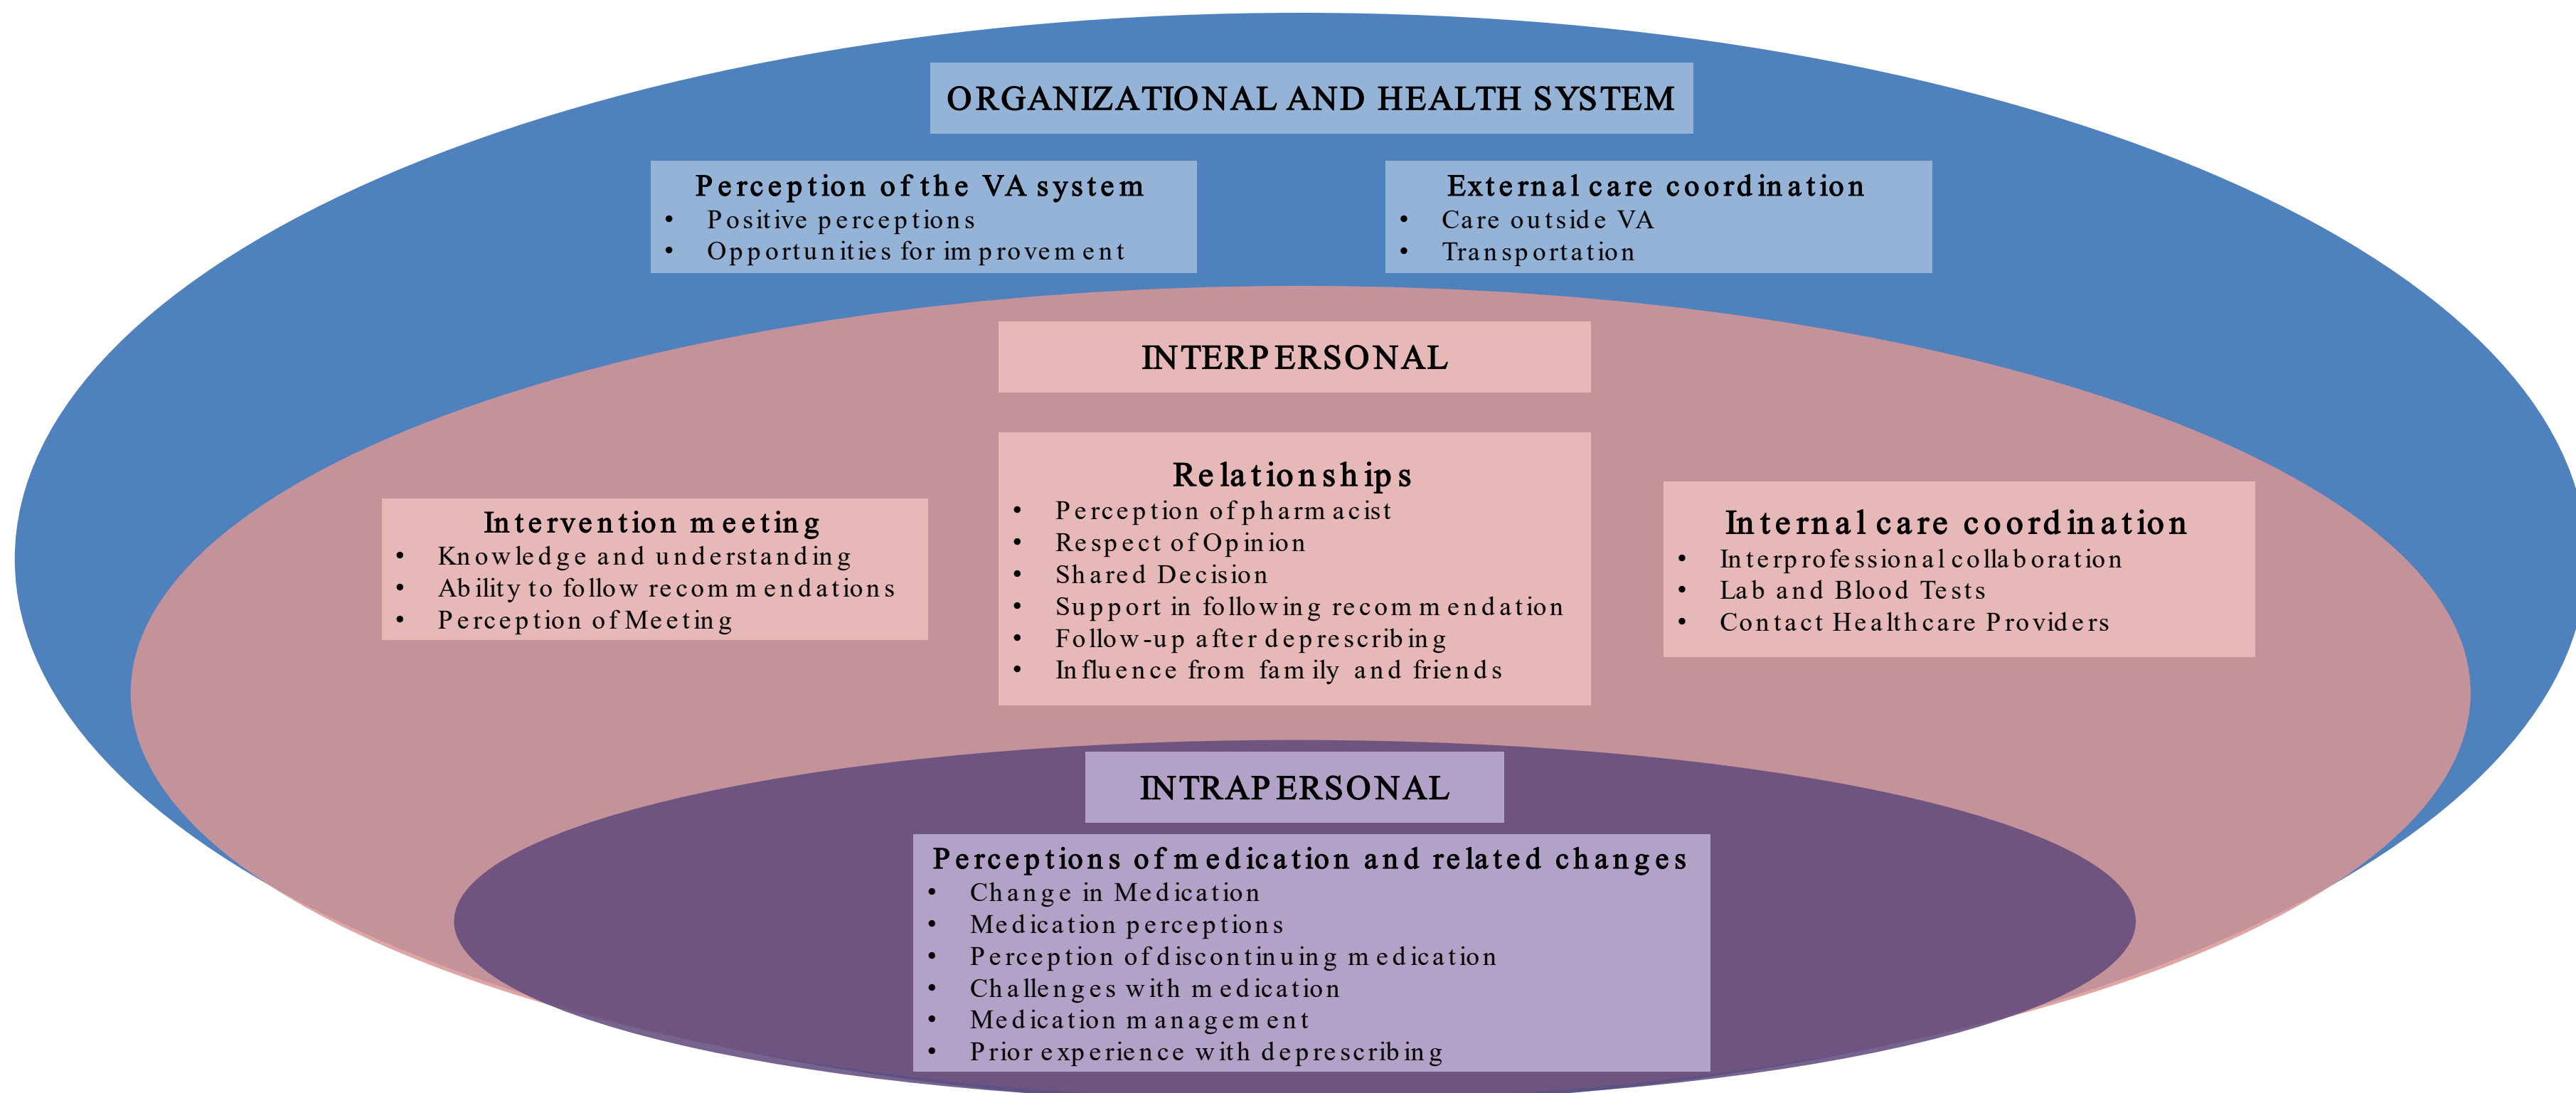 ORGANIZATIONAL AND HEALTH SYSTEM
Perception of the VA system
• Positive perceptions
• Opportunities for improvement
External care coordination
• Care outside VA
• Transportation
INTERPERSONAL
Intervention meeting
• Knowledge and understanding
• Ability to follow recommendations
• Perception of Meeting
Relationships
• Perception of pharmacist
• Respect of Opinion
• Shared Decision
• Support in following recommendation
• Follow-up after deprescribing
• Influence from family and friends
Internal care coordination
• Interprofessional collaboration
• Lab and Blood Tests
• Contact Healthcare Providers
INTRAPERSONAL
Perceptions of medication and related changes
• Change in Medication
• Medication perceptions
• Perception of discontinuing medication
• Challenges with medication
• Medication management
• Prior experience with deprescribing